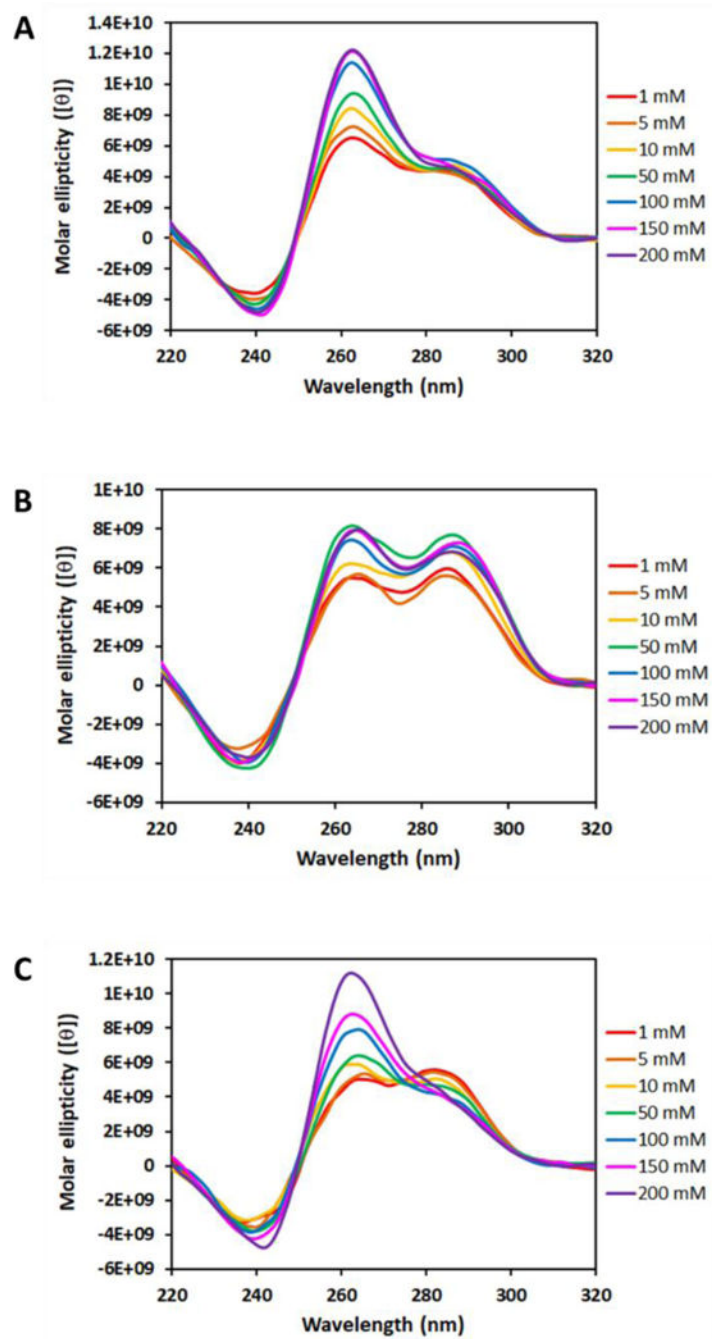 A
Molar ellipticity ([θ])
1.4E+10
1.2E+10
1E+10
8E+09
6E+09
4E+09
2E+09
0
-2E+09
-4E+09
-6E+09
220 240 260 280 300 320
Wavelength (nm)
1 mM
5 mM
10 mM
50 mM
100 mM
150 mM
200 mM
B
Molar ellipticity ([θ])
1E+10
8E+09
6E+09
4E+09
2E+09
0
-2E+09
-4E+09
-6E+09
220 240 260 280 300 320
Wavelength (nm)
1 mM
5 mM
10 mM
50 mM
100 mM
150 mM
200 mM
C
Molar ellipticity ([θ])
1.2E+10
1E+10
8E+09
6E+09
4E+09
2E+09
0
-2E+09
-4E+09
-6E+09
220 240 260 280 300 320
Wavelength (nm)
1 mM
5 mM
10 mM
50 mM
100 mM
150 mM
200 mM